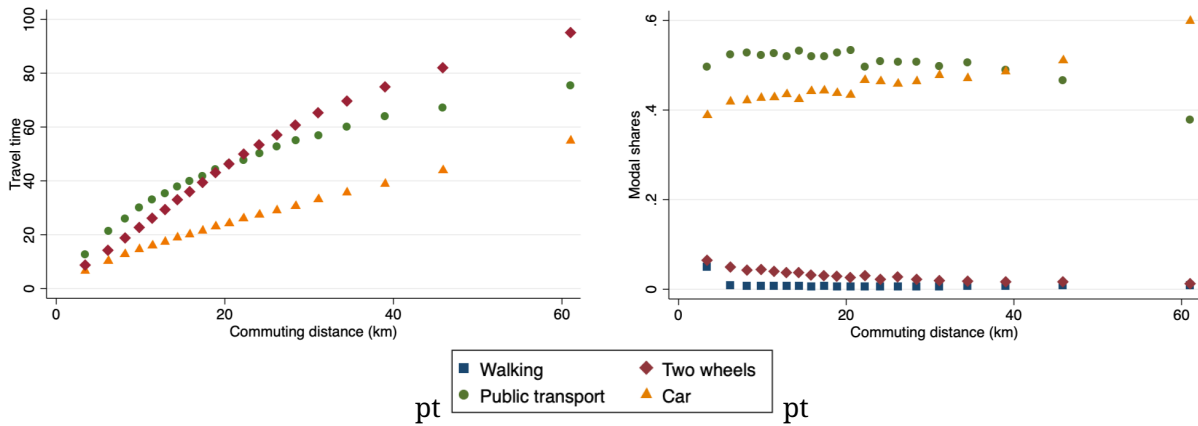 100
80
60
40
20
0
Travel time
0 20 40 60
Commuting distance (km)
.6
.4
.2
0
Modal shares
0 20 40 60
Commuting distance (km)
Walking Two wheels
pt Public transport Car pt